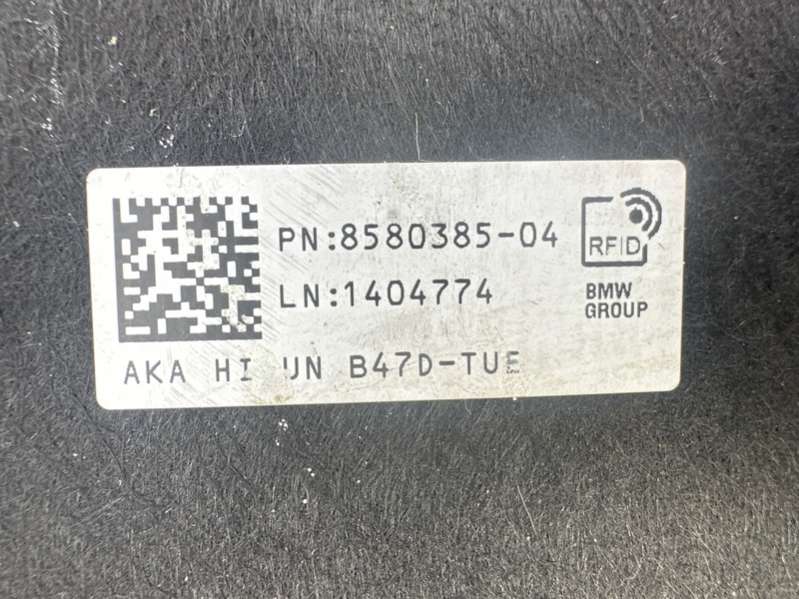 PN:8580385-04
LN:1404774
RFID
BMW
GROUP
AKA HI UN B47D-TUE